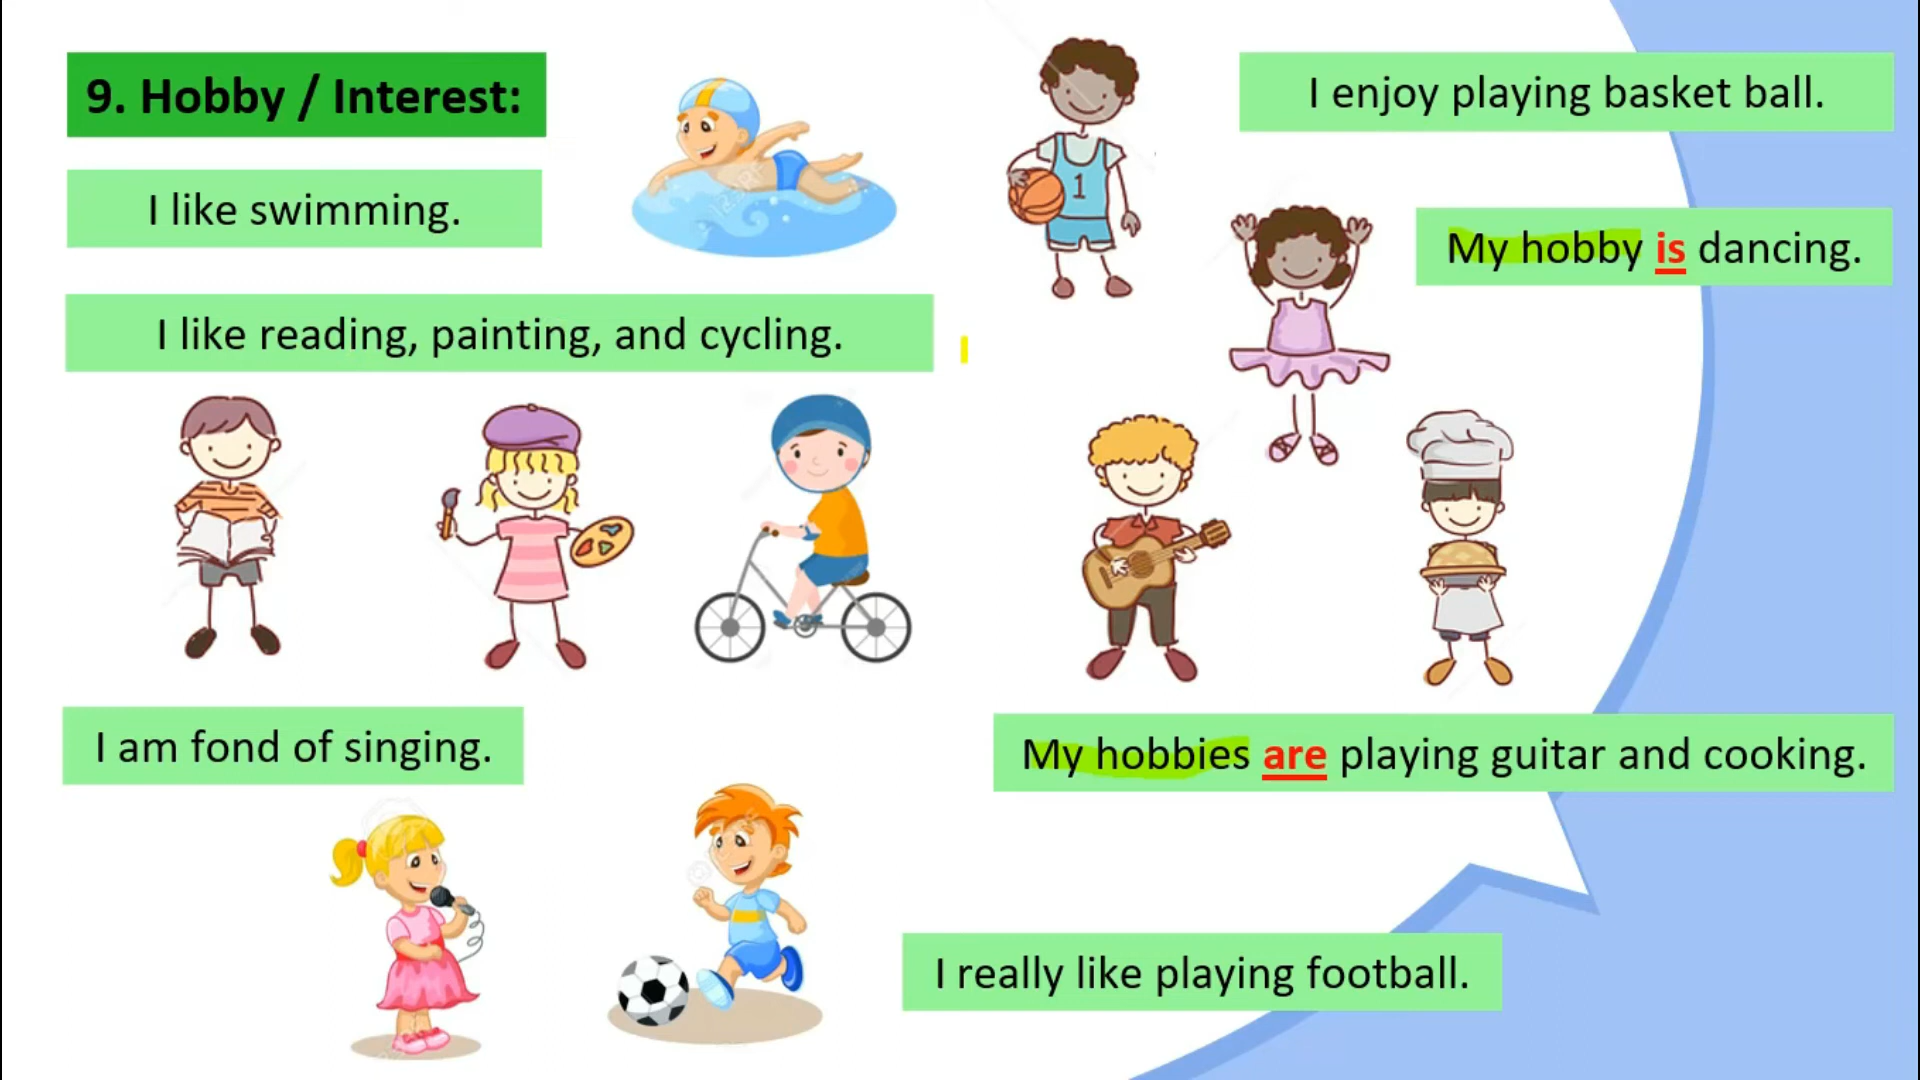 9. Hobby / Interest:
I like swimming.
I like reading, painting, and cycling.
I am fond of singing.
I enjoy playing basket ball.
1
My hobby is dancing.
My hobbies are playing guitar and cooking.
I really like playing football.